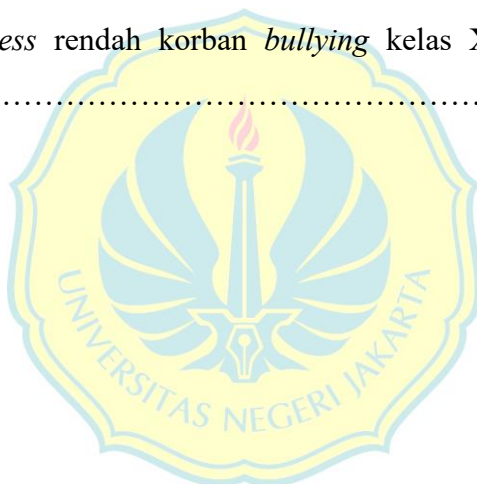 ess rendah korban bullying kelas X
................................................
UNIVERSITAS NEGERI JAKARTA